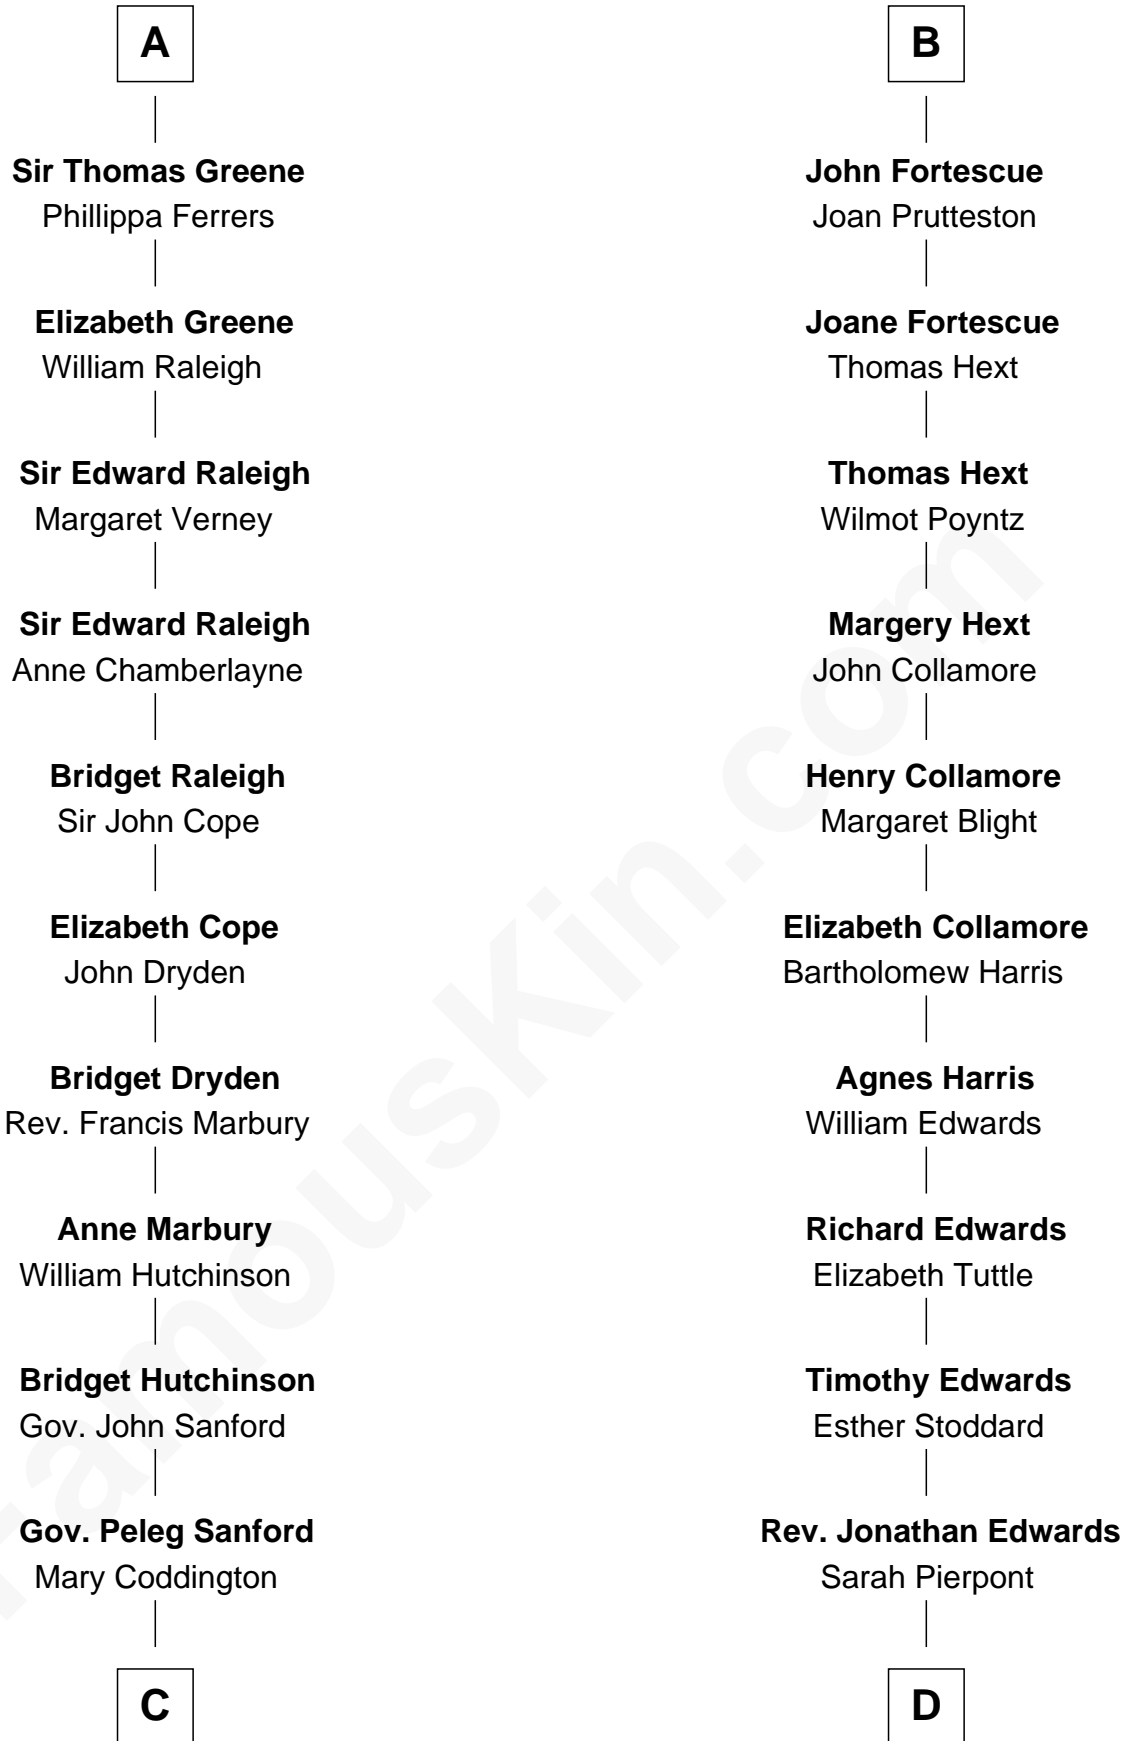 A
Sir Thomas Greene
Phillippa Ferrers
Elizabeth Greene
William Raleigh
Sir Edward Raleigh
Margaret Verney
Sir Edward Raleigh
Anne Chamberlayne
Bridget Raleigh
Sir John Cope
Elizabeth Cope
John Dryden
Bridget Dryden
Rev. Francis Marbury
Anne Marbury
William Hutchinson
Bridget Hutchinson
Gov. John Sanford
Gov. Peleg Sanford
Mary Coddington
C
B
John Fortescue
Joan Prutteston
Joane Fortescue
Thomas Hext
Thomas Hext
Wilmot Poyntz
Margery Hext
John Collamore
Henry Collamore
Margaret Blight
Elizabeth Collamore
Bartholomew Harris
Agnes Harris
William Edwards
Richard Edwards
Elizabeth Tuttle
Timothy Edwards
Esther Stoddard
Rev. Jonathan Edwards
Sarah Pierpont
D
FamousKin.com